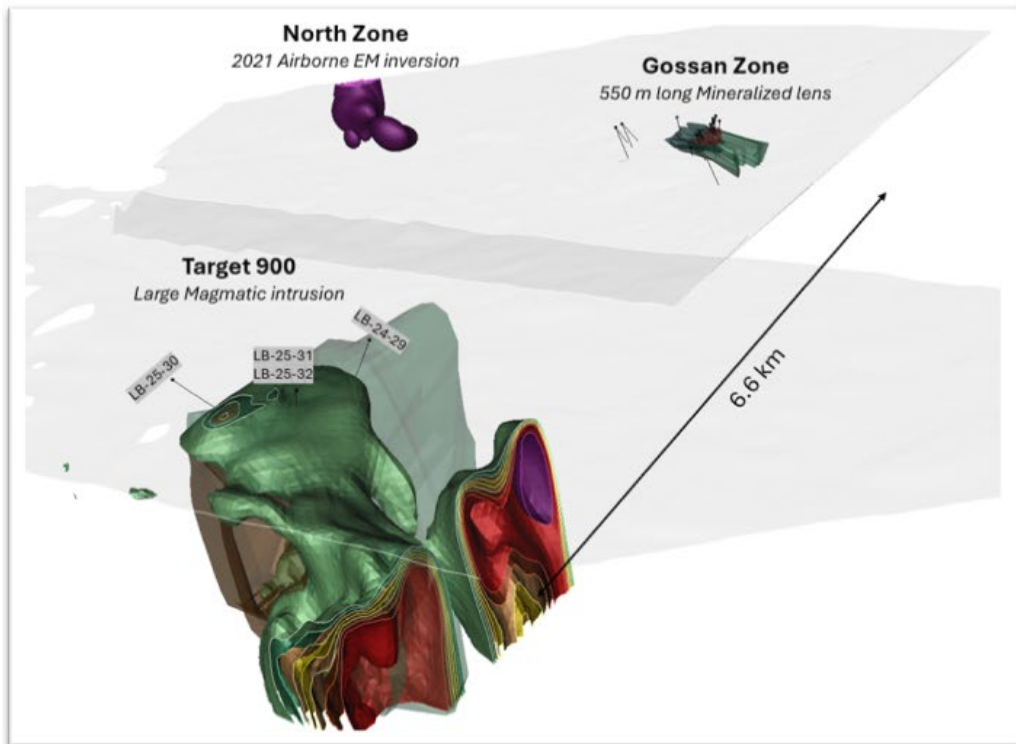 North Zone
2021 Airborne EM inversion
Gossan Zone
550 m long Mineralized lens
Target 900
Large Magmatic intrusion
LB-24-29
LB-25-31
LB-25-32
LB-25-30
6.6 km